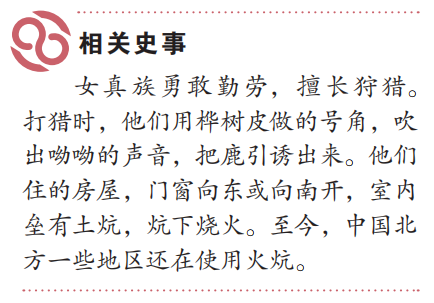 相关史事
女真族勇敢勤劳，擅长狩猎。
打猎时，他们用桦树皮做的号角，吹
出呦呦的声音，把鹿引诱出来。他们
住的房屋，门窗向东或向南开，室内
垒有土炕，炕下烧火。至今，中国北
方一些地区还在使用火炕。